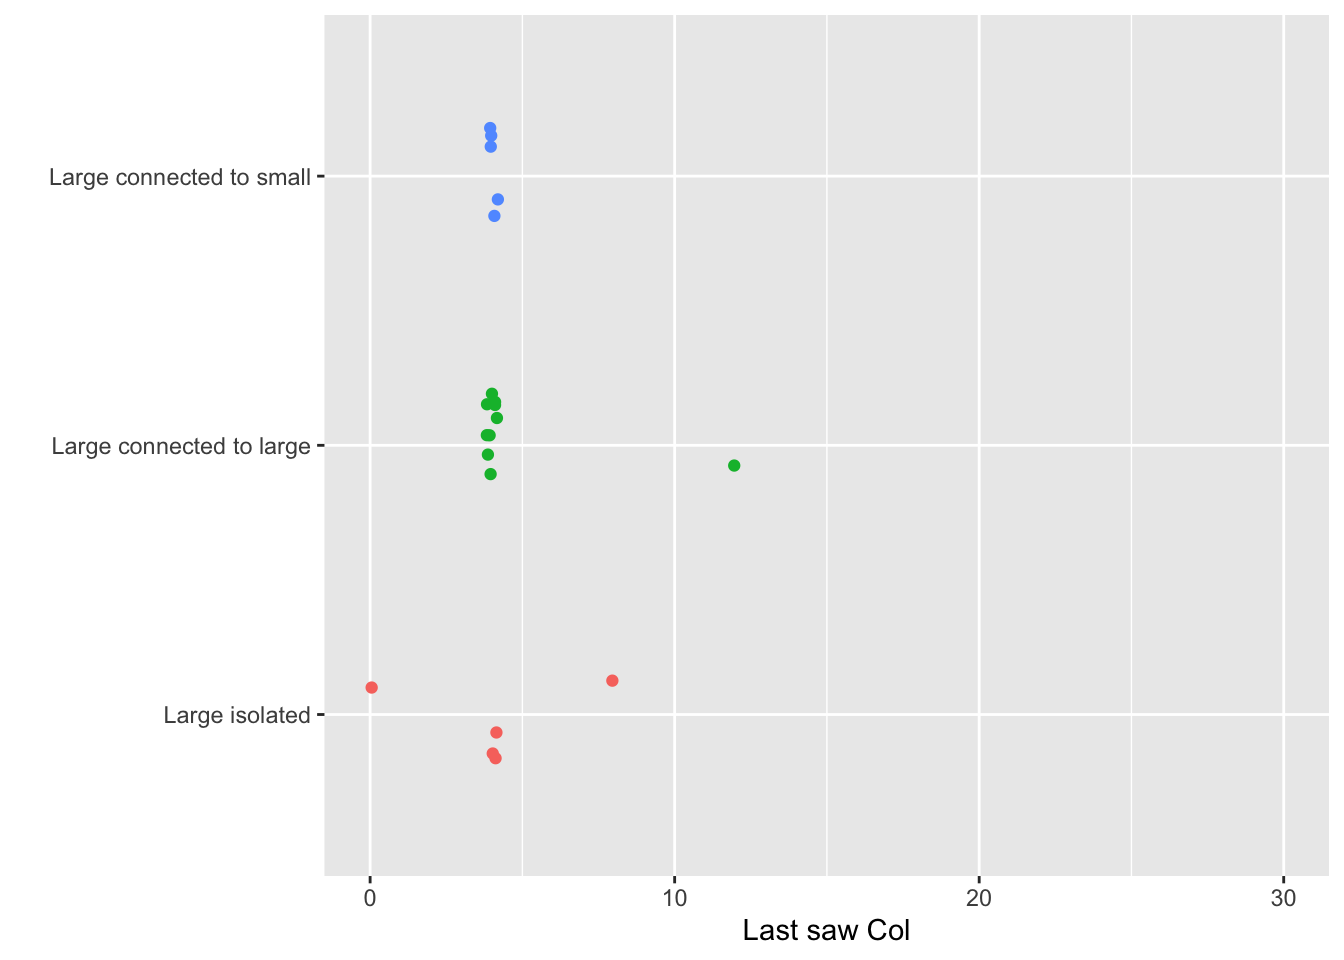 Large connected to small
Large connected to large
Large isolated
0 10 20 30
Last saw Col